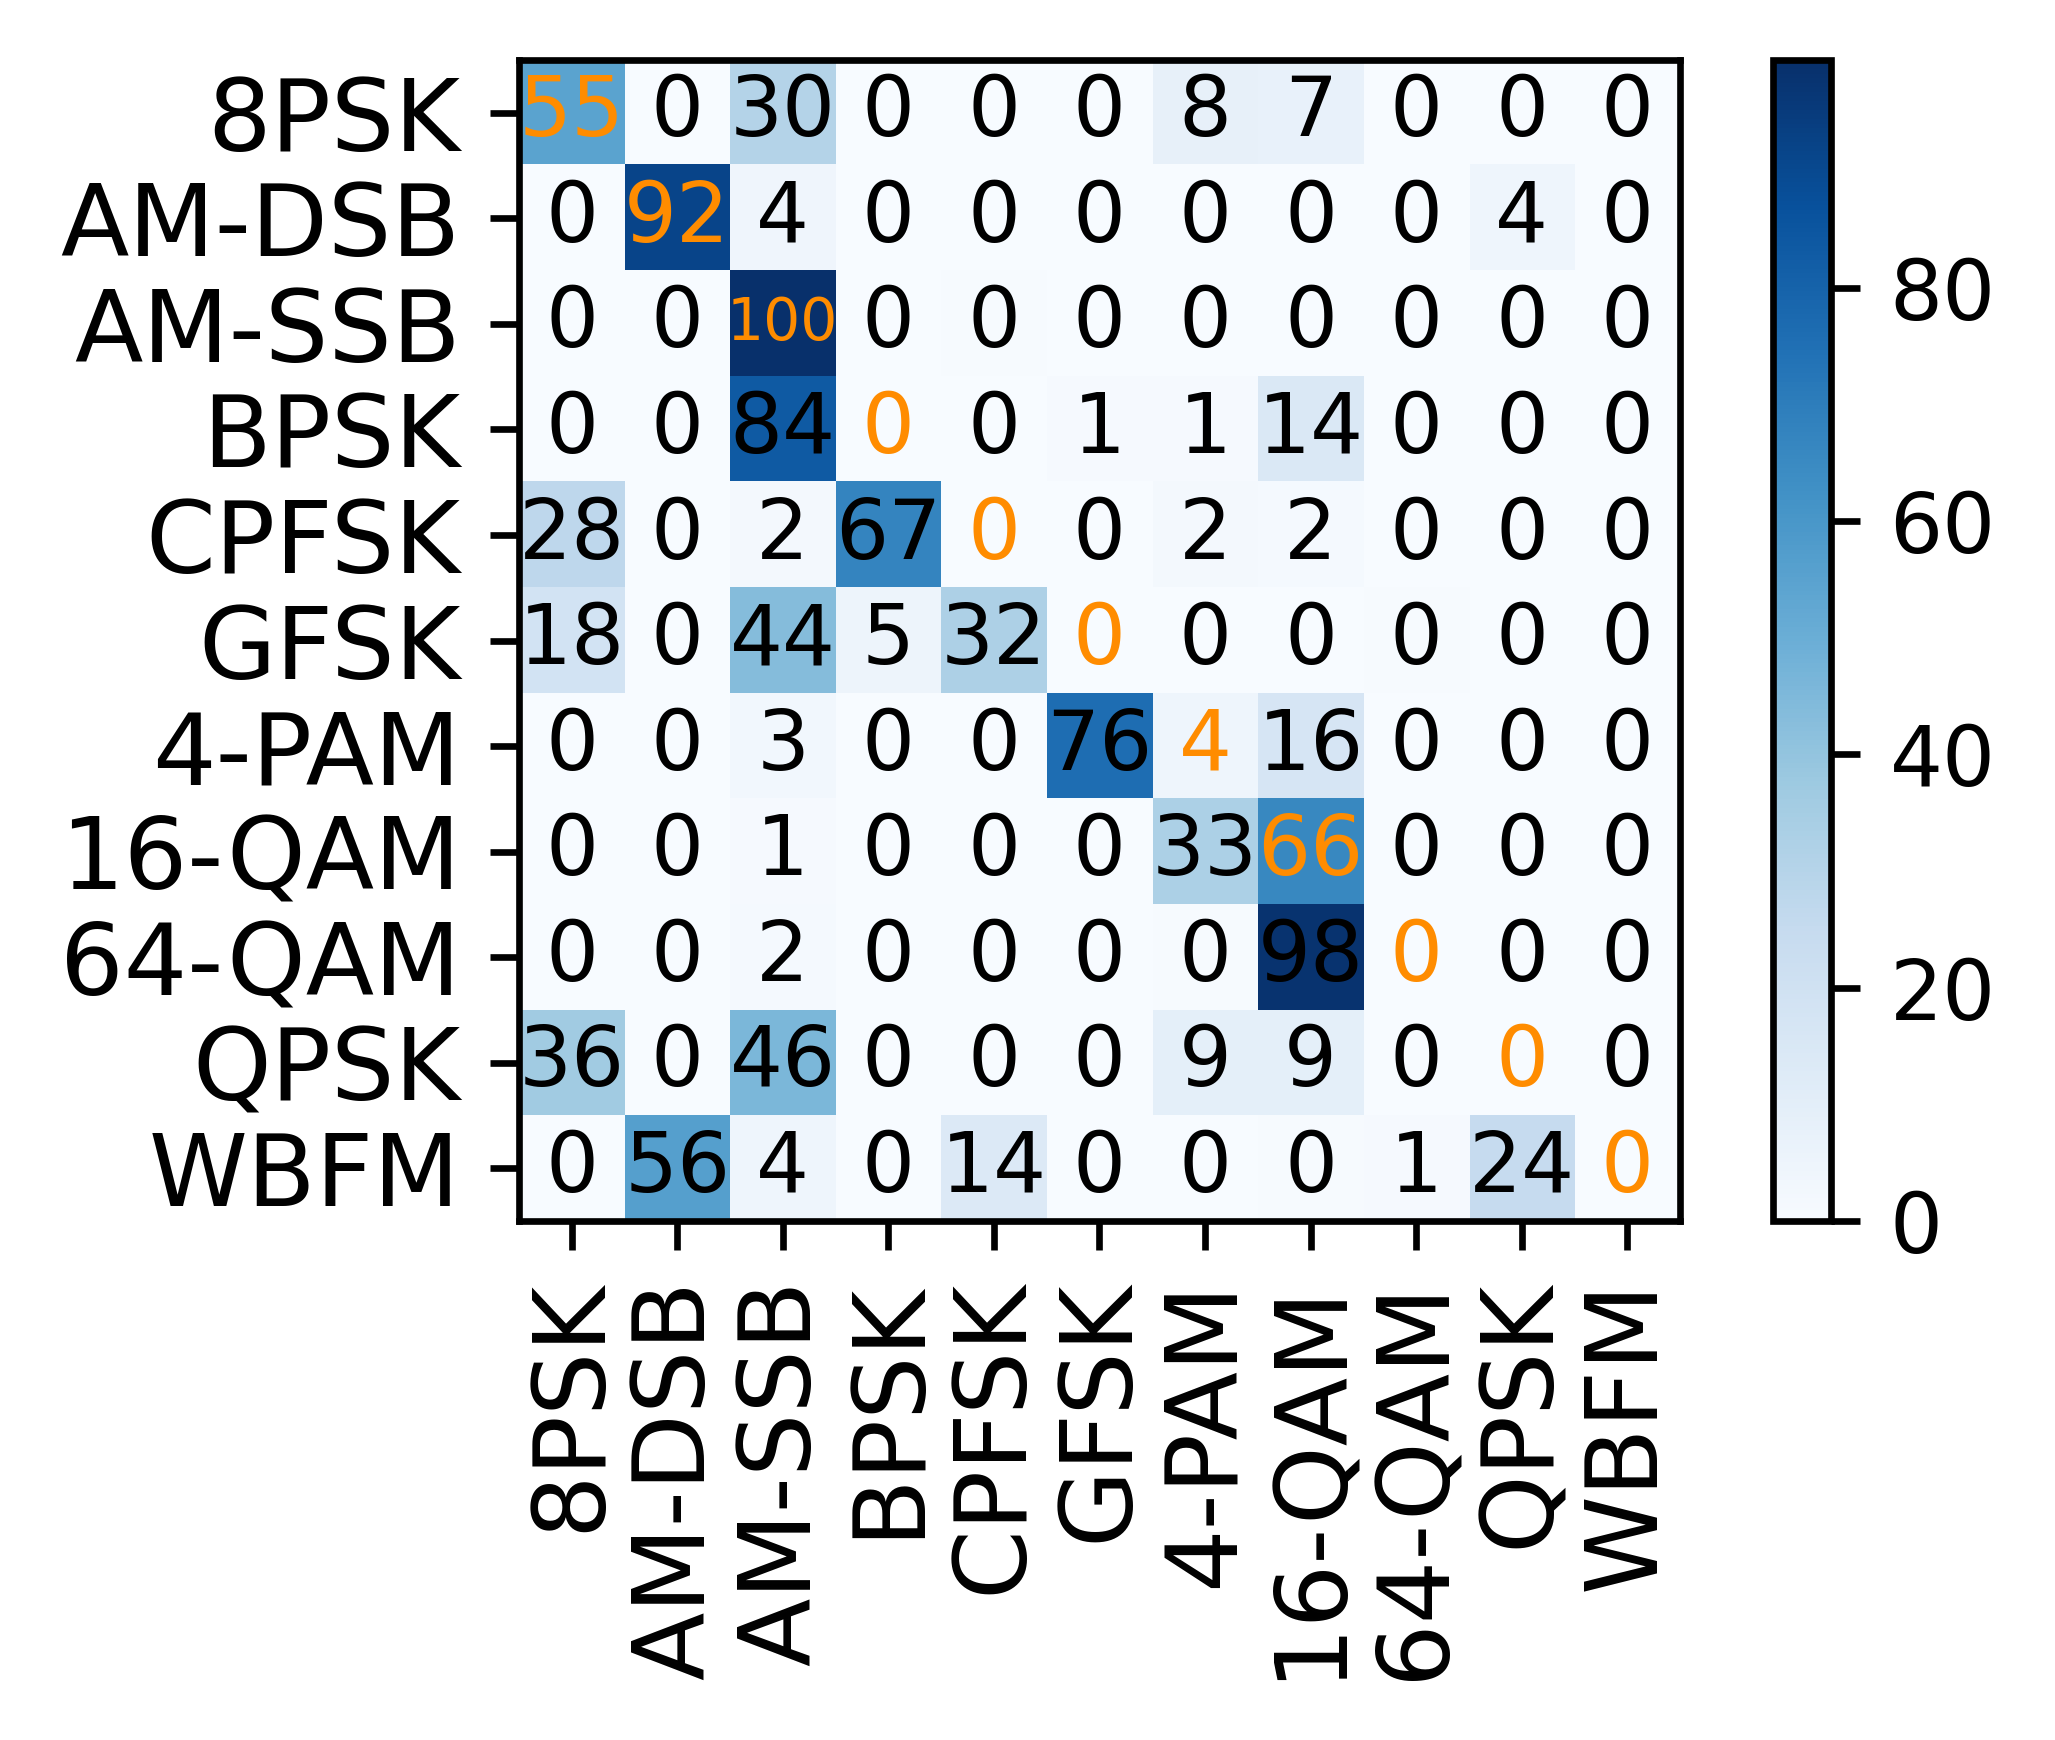 8PSK 55 0 30 0 0 0 8 7 0 0 0
AM-DSB 0 92 4 0 0 0 0 0 0 4 0
AM-SSB 0 0 100 0 0 0 0 0 0 0 0
BPSK 0 0 84 0 0 1 1 14 0 0 0
CPFSK 28 0 2 67 0 0 2 2 0 0 0
GFSK 18 0 44 5 32 0 0 0 0 0 0
4-PAM 0 0 3 0 0 76 4 16 0 0 0
16-QAM 0 0 1 0 0 0 33 66 0 0 0
64-QAM 0 0 2 0 0 0 0 98 0 0 0
QPSK 36 0 46 0 0 0 9 9 0 0 0
WBFM 0 56 4 0 14 0 0 0 1 24 0
8PSK
AM-DSB
AM-SSB
BPSK
CPFSK
GFSK
4-PAM
16-QAM
64-QAM
QPSK
WBFM
80
60
40
20
0